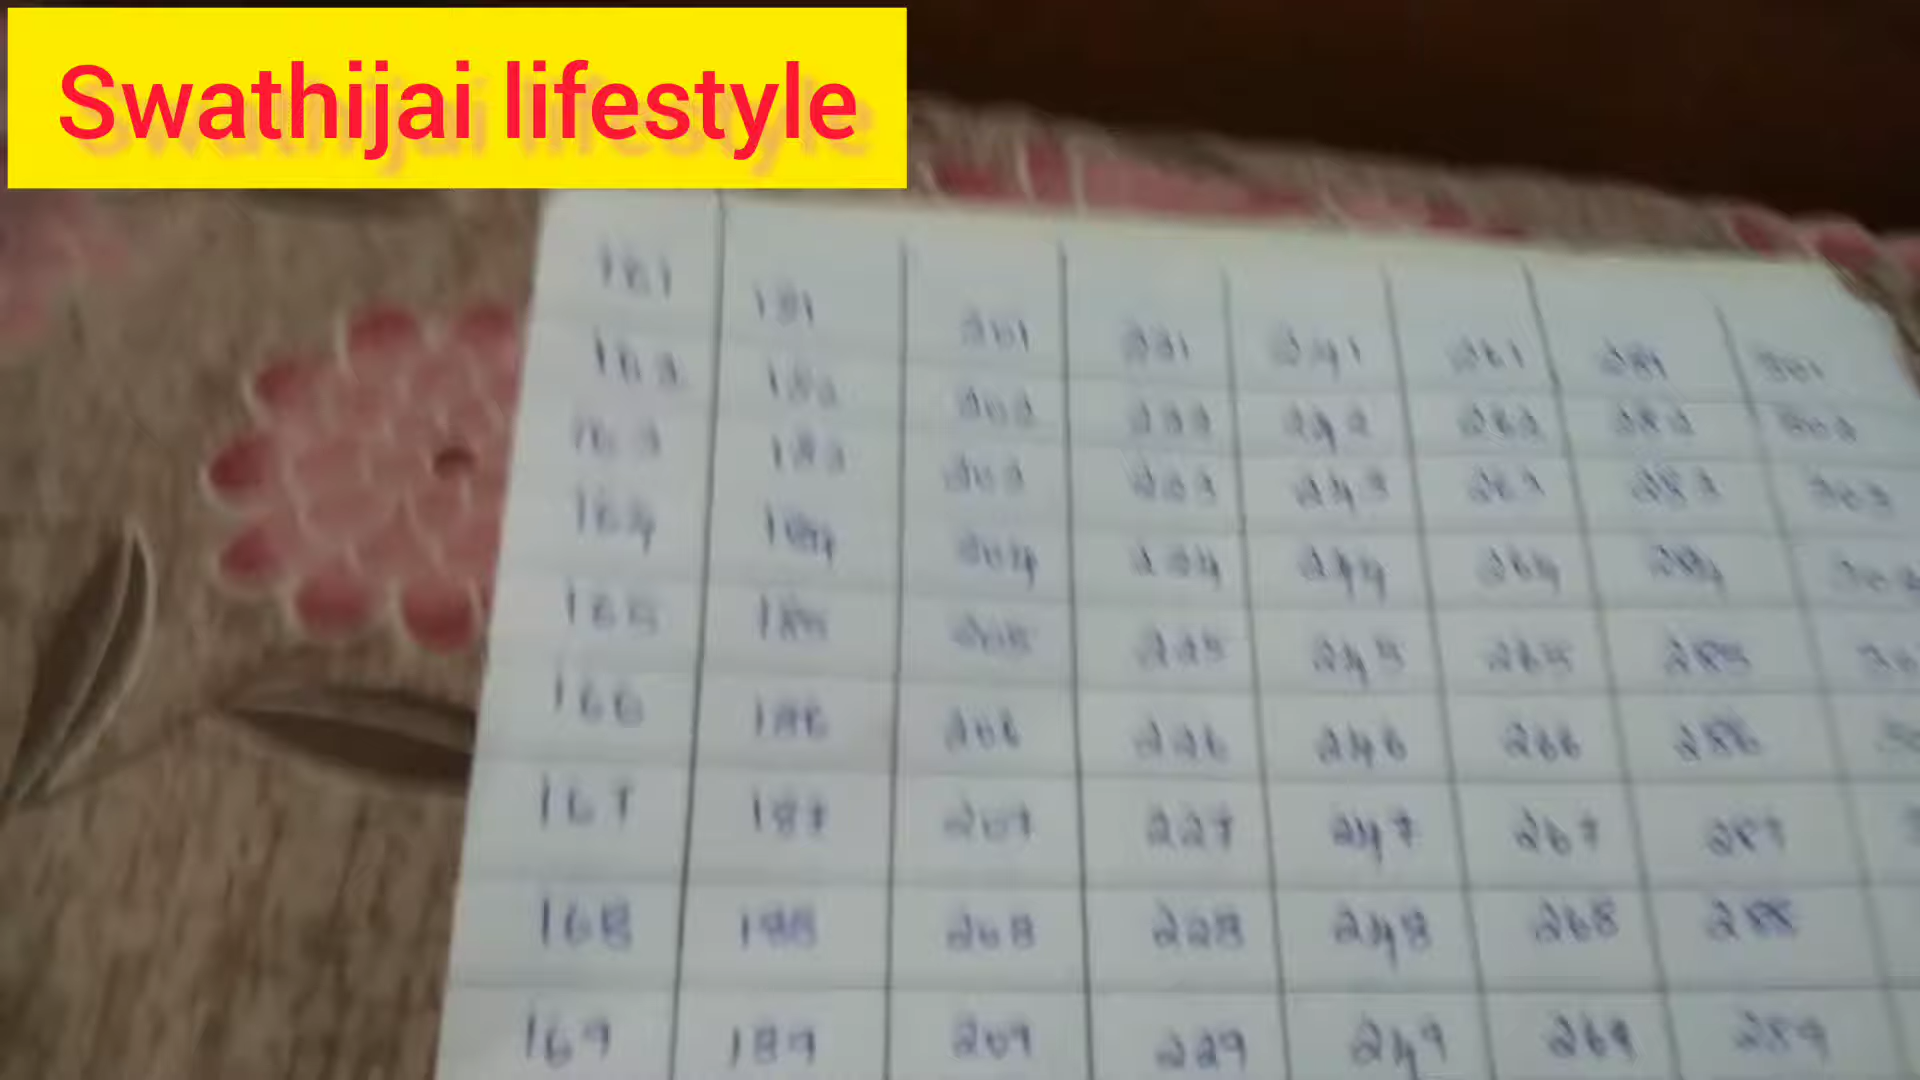 Swathijai lifestyle
161 181 201 221 241 261 281 301
162 182 202 222 242 262 282 302
163 183 203 223 243 263 283 303
164 184 204 224 244 264 284
165 185 205 225 245 265 285
166 186 206 226 246 266 286
167 187 207 227 247 267 287
168 188 208 228 248 268 288
169 189 209 229 249 269 289